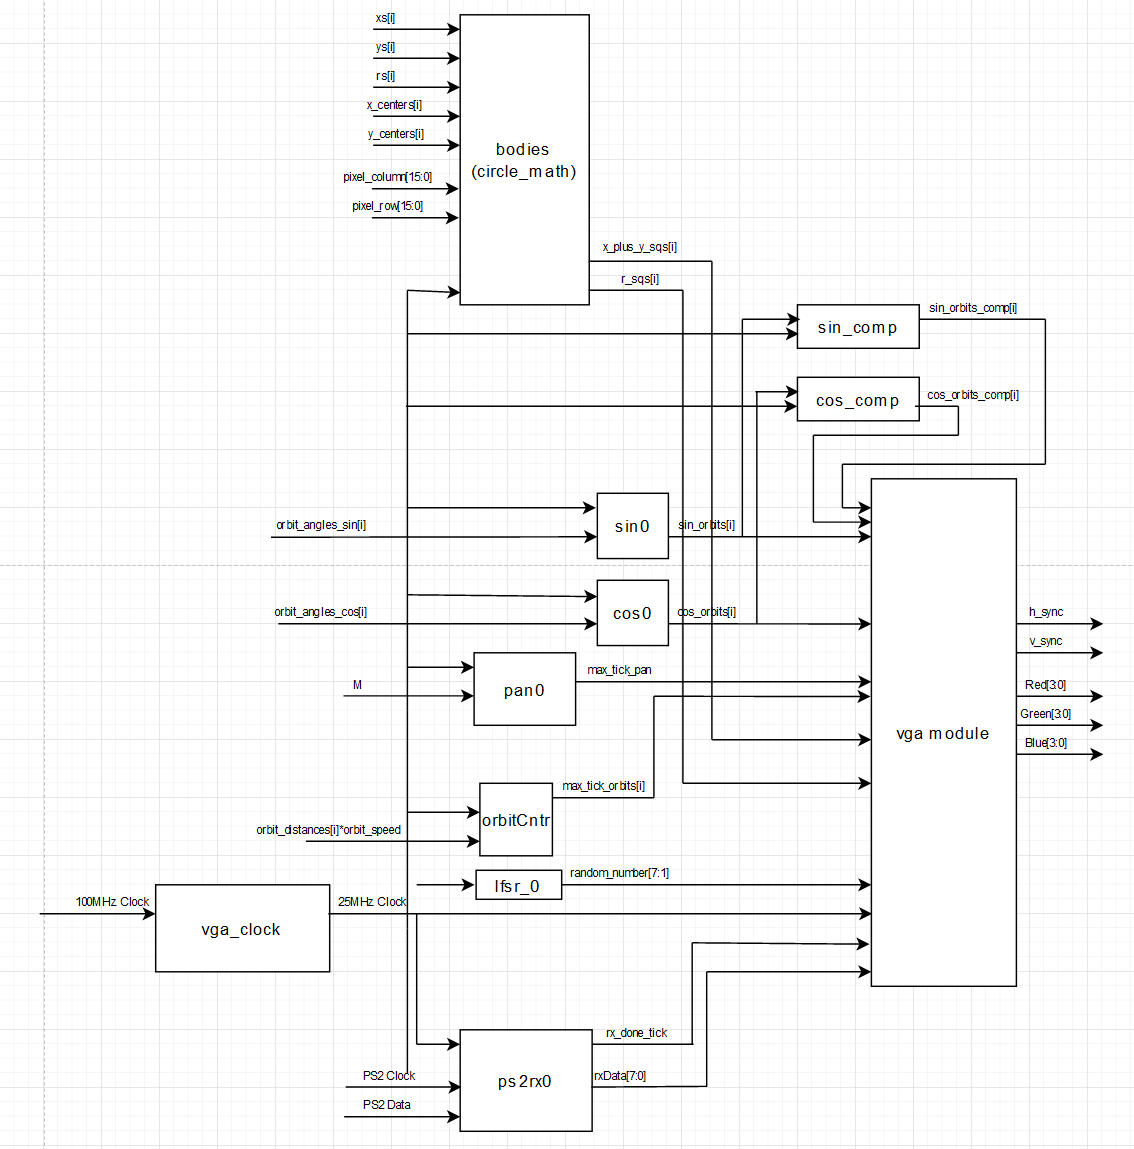 xs[i]
ys[i]
rs[i]
x_centers[i]
y_centers[i]
bodies
(circle_math)
pixel_column[15:0]
pixel_row[15:0]
x_plus_y_sqs[i]
r_sqs[i]
sin_comp
sin_orbits_comp[i]
cos_comp
cos_orbits_comp[i]
orbit_angles_sin[i]
sin0
sin_orbits[i]
orbit_angles_cos[i]
cos0
cos_orbits[i]
h_sync
v_sync
max_tick_pan
M
pan0
Red[3:0]
Green[3:0]
vga module
Blue[3:0]
max_tick_orbits[i]
orbitCntr
orbit_distances[i]*orbit_speed
random_number[7:1]
lfsr_0
100MHz Clock
25MHz Clock
vga_clock
rx_done_tick
PS2 Clock
ps2rx0
rxData[7:0]
PS2 Data